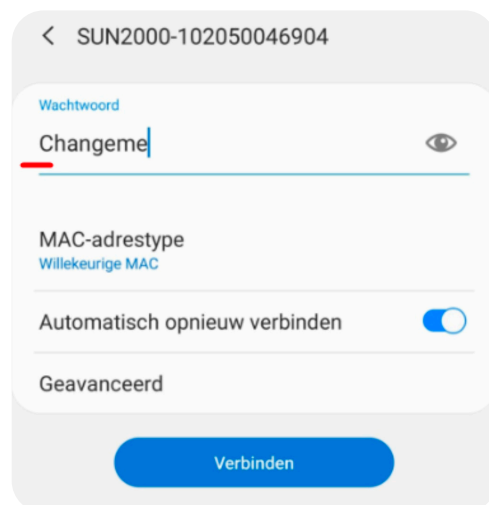 SUN2000-102050046904
Wachtwoord
Changeme
MAC-adrestype
Willekeurige MAC
Automatisch opnieuw verbinden
Geavanceerd
Verbinden